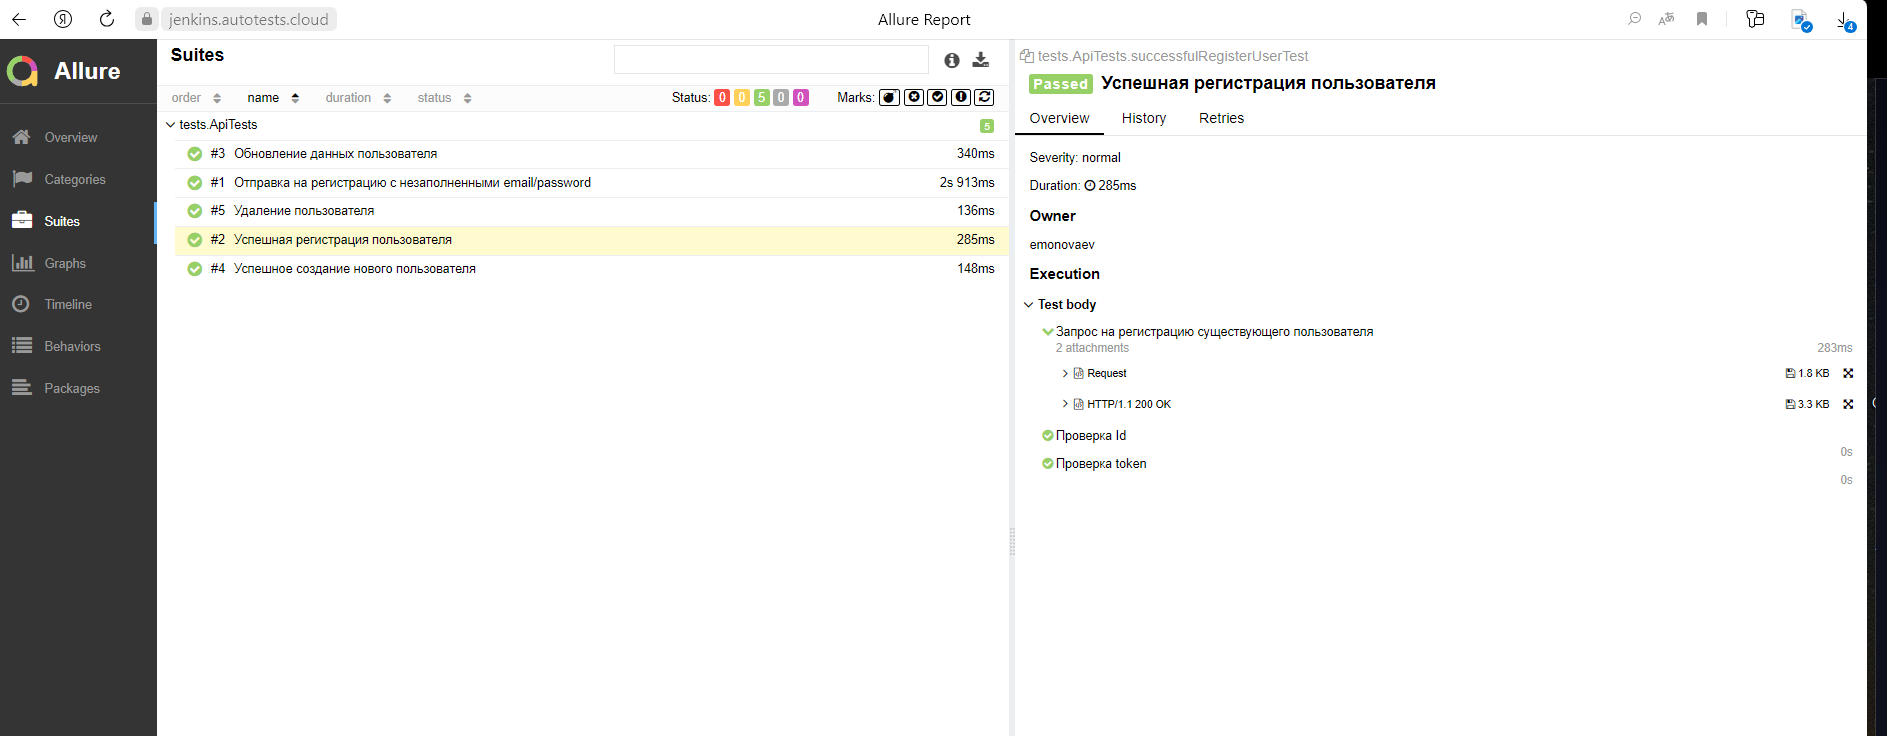 jenkins.autotests.cloud
Allure Report
4
Allure
Overview
Categories
Suites
Graphs
Timeline
Behaviors
Packages
Suites
order name duration status
Status: 0 0 5 0 0 Marks:
tests.ApiTests 5
#3 Обновление данных пользователя 340ms
#1 Отправка на регистрацию с незаполненными email/password 2s 913ms
#5 Удаление пользователя 136ms
#2 Успешная регистрация пользователя 285ms
#4 Успешное создание нового пользователя 148ms
tests.ApiTests.successfulRegisterUserTest
Passed Успешная регистрация пользователя
Overview History Retries
Severity: normal
Duration: 285ms
Owner
emonovaev
Execution
Test body
Запрос на регистрацию существующего пользователя
2 attachments 283ms
Request 1.8 KB
HTTP/1.1 200 OK 3.3 KB
Проверка Id
0s
Проверка token
0s